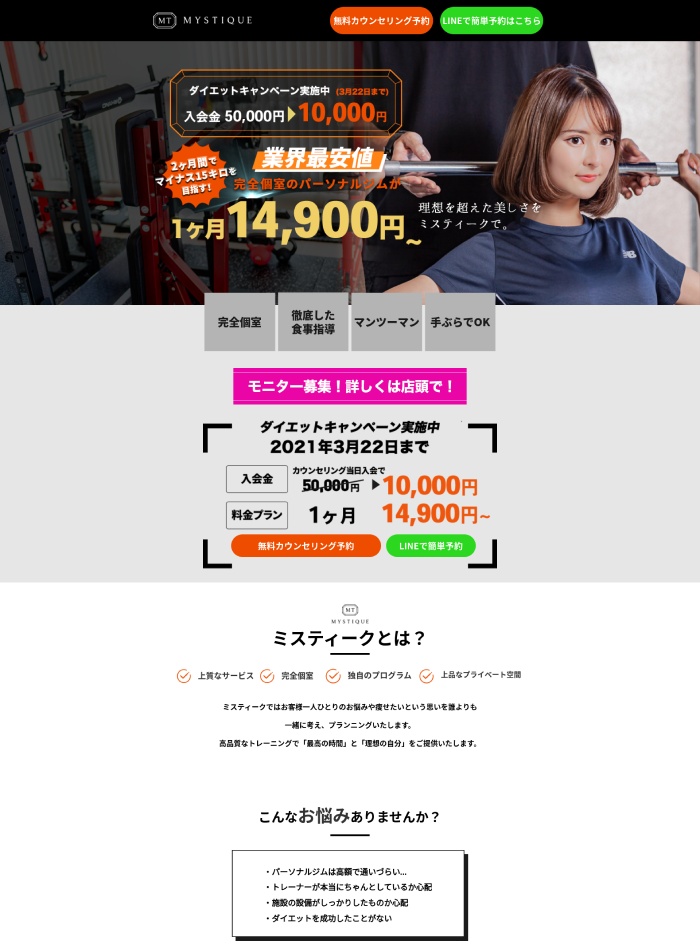 MT MYSTIQUE
無料カウンセリング予約
LINEで簡単予約はこちら
ダイエットキャンペーン実施中 (3月22日まで)
入会金 50,000円▶10,000円
業界最安値
2ヶ月間で
マイナス15キロを
目指す!
完全個室のパーソナルジムが
1ヶ月14,900円~
理想を超えた美しさを
ミスティークで。
完全個室
徹底した
食事指導
マンツーマン
手ぶらでOK
モニター募集!詳しくは店頭で!
ダイエットキャンペーン実施中
2021年3月22日まで
入会金
カウンセリング当日入会で
50,000円 ▶10,000円
料金プラン
1ヶ月 14,900円~
無料カウンセリング予約
LINEで簡単予約
MT
MYSTIQUE
ミスティークとは?
上質なサービス
完全個室
独自のプログラム
上品なプライベート空間
ミスティークではお客様一人ひとりのお悩みや痩せたいという思いを誰よりも
一緒に考え、プランニングいたします。
高品質なトレーニングで「最高の時間」と「理想の自分」をご提供いたします。
こんなお悩みありませんか?
・パーソナルジムは高額で通いづらい...
・トレーナーが本当にちゃんとしているか心配
・施設の設備がしっかりしたものか心配
・ダイエットを成功したことがない